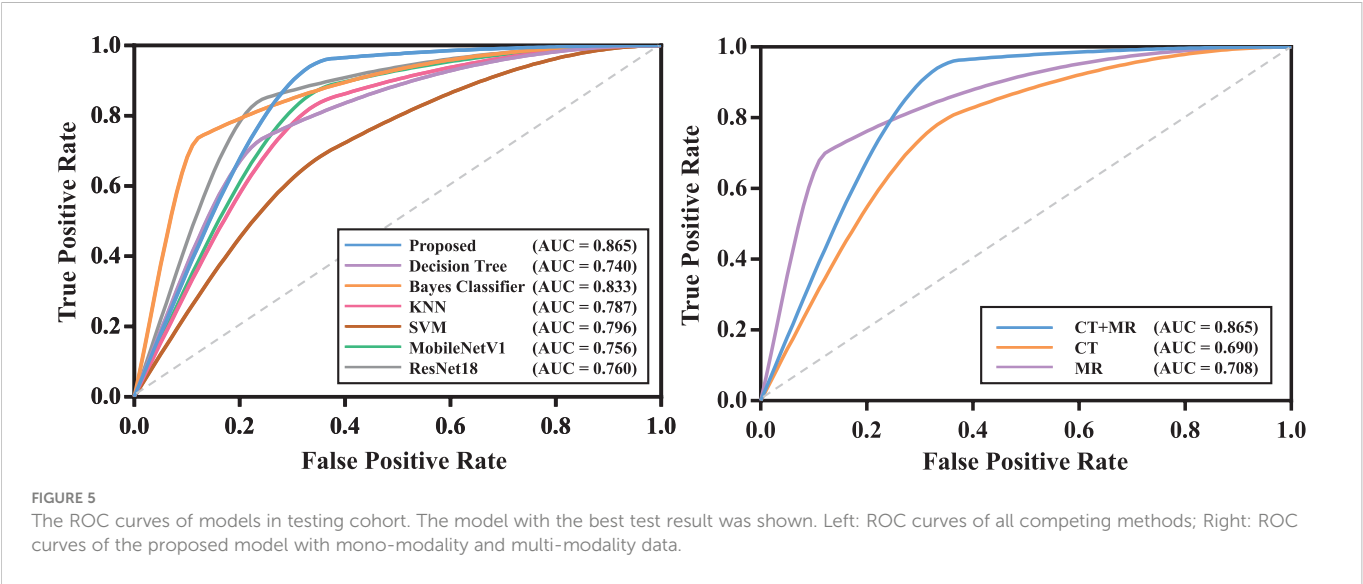 True Positive Rate
1.0
0.8
0.6
0.4
0.2
0.0
Proposed (AUC = 0.865)
Decision Tree (AUC = 0.740)
Bayes Classifier (AUC = 0.833)
KNN (AUC = 0.787)
SVM (AUC = 0.796)
MobileNetV1 (AUC = 0.756)
ResNet18 (AUC = 0.760)
0.0 0.2 0.4 0.6 0.8 1.0
False Positive Rate
True Positive Rate
1.0
0.8
0.6
0.4
0.2
0.0
CT+MR (AUC = 0.865)
CT (AUC = 0.690)
MR (AUC = 0.708)
0.0 0.2 0.4 0.6 0.8 1.0
False Positive Rate
FIGURE 5
The ROC curves of models in testing cohort. The model with the best test result was shown. Left: ROC curves of all competing methods; Right: ROC
curves of the proposed model with mono-modality and multi-modality data.